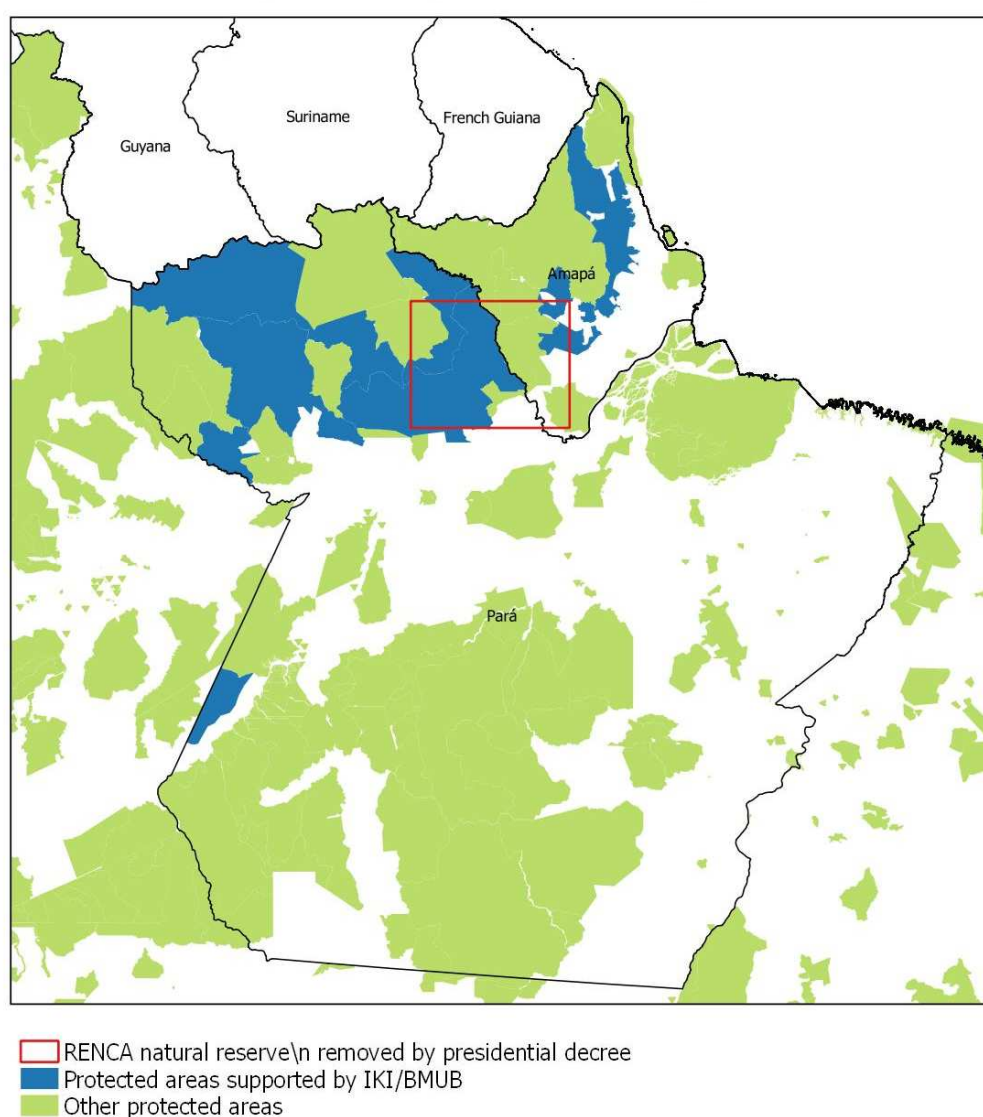 Suriname
French Guiana
Guyana
Amapá
Pará
RENCA natural reserve\n removed by presidential decree
Protected areas supported by IKI/BMUB
Other protected areas